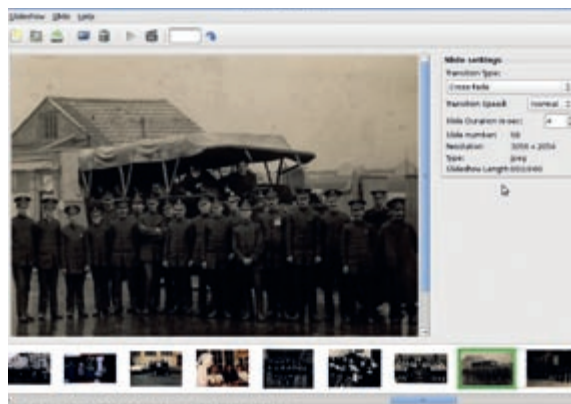 Slideshow Slide Help
Slide settings
Transition Type:
Cross Fade
Transition Speed: Normal
Slide Duration in sec: 4
Slide number:
Resolution:
Type: jpeg
Slideshow Length: